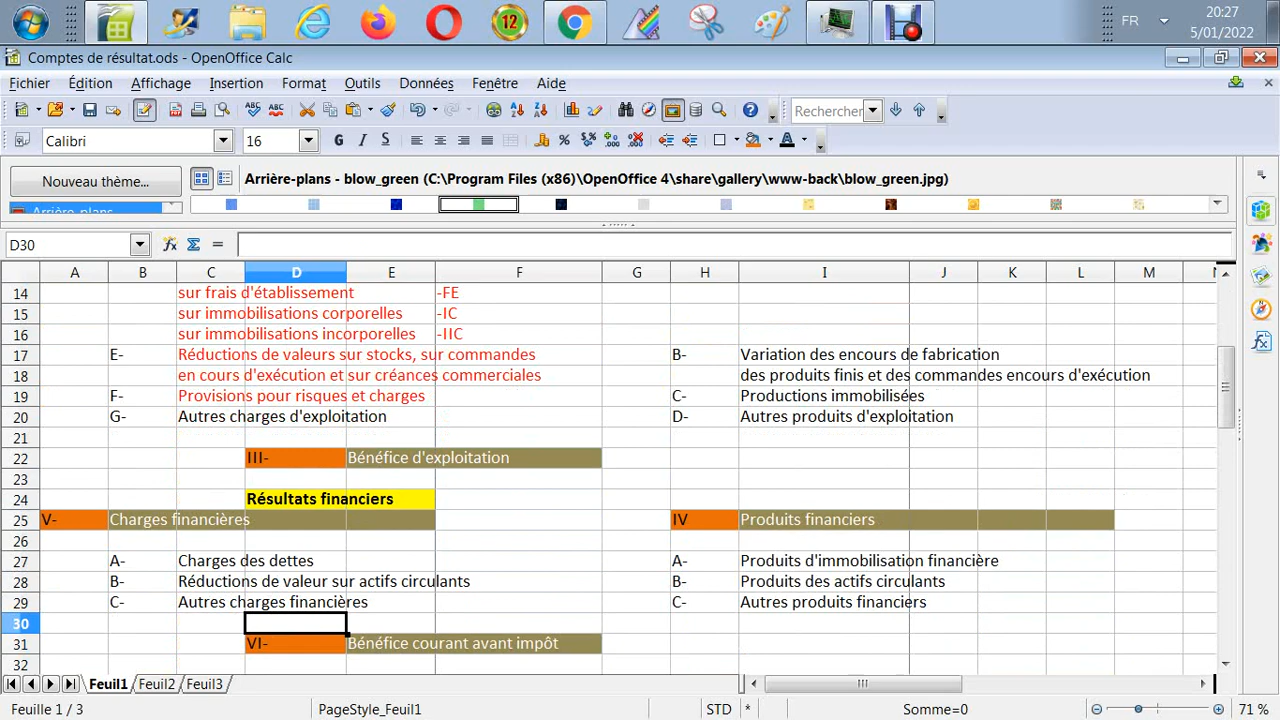 12
FR
20:27
5/01/2022
Comptes de résultat.ods - OpenOffice Calc
Fichier Édition Affichage Insertion Format Outils Données Fenêtre Aide
Rechercher
Calibri 16 G I S
Nouveau thème...
Arrière-plans - blow_green (C:\Program Files (x86)\OpenOffice 4\share\gallery\www-back\blow_green.jpg)
Arrière-plans
D30
A B C D E F G H I J K L M N
14 sur frais d'établissement -FE
15 sur immobilisations corporelles -IC
16 sur immobilisations incorporelles -IIC
17 E- Réductions de valeurs sur stocks, sur commandes B- Variation des encours de fabrication
18 en cours d'exécution et sur créances commerciales des produits finis et des commandes encours d'exécution
19 F- Provisions pour risques et charges C- Productions immobilisées
20 G- Autres charges d'exploitation D- Autres produits d'exploitation
21
22 III- Bénéfice d'exploitation
23
24 Résultats financiers
25 V- Charges financières IV Produits financiers
26
27 A- Charges des dettes A- Produits d'immobilisation financière
28 B- Réductions de valeur sur actifs circulants B- Produits des actifs circulants
29 C- Autres charges financières C- Autres produits financiers
30
31 VI- Bénéfice courant avant impôt
32
Feuil1 Feuil2 Feuil3
Feuille 1 / 3 PageStyle_Feuil1 STD * Somme=0 71 %